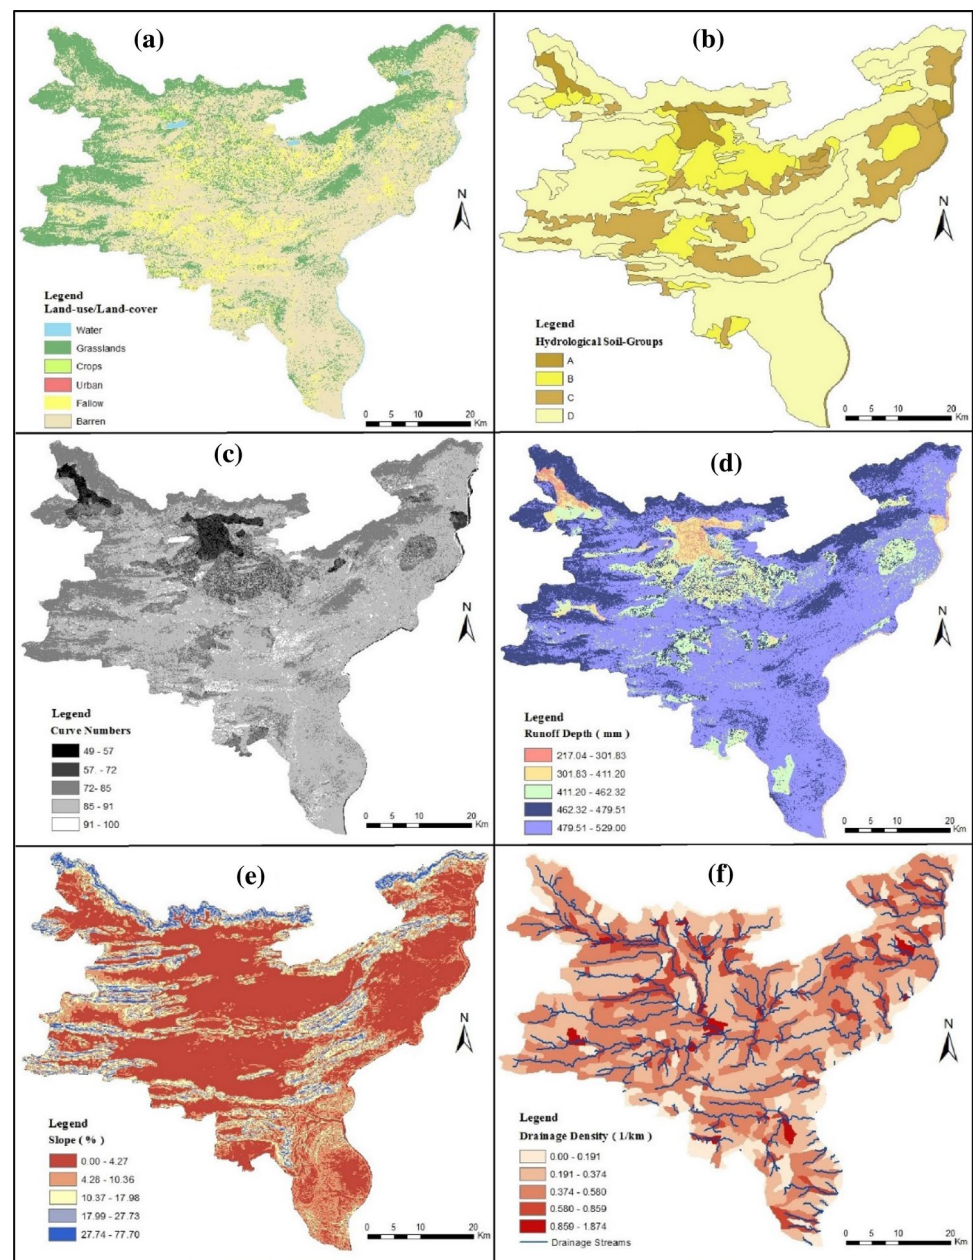 (a)
N
Legend
Land-use/Land-cover
Water
Grasslands
Crops
Urban
Fallow
Barren
0 5 10 20
Km
(b)
N
Legend
Hydrological Soil-Groups
A
B
C
D
0 5 10 20
Km
(c)
N
Legend
Curve Numbers
49 - 57
57. - 72
72- 85
85 - 91
91 - 100
0 5 10 20
Km
(d)
N
Legend
Runoff Depth ( mm )
217.04 - 301.83
301.83 - 411.20
411.20 - 462.32
462.32 - 479.51
479.51 - 529.00
0 5 10 20
Km
(e)
N
Legend
Slope ( % )
0.00 - 4.27
4.28 - 10.36
10.37 - 17.98
17.99 - 27.73
27.74 - 77.70
0 5 10 20
Km
(f)
N
Legend
Drainage Density ( 1/km )
0.00 - 0.191
0.191 - 0.374
0.374 - 0.580
0.580 - 0.859
0.859 - 1.874
Drainage Streams
0 5 10 20
Km